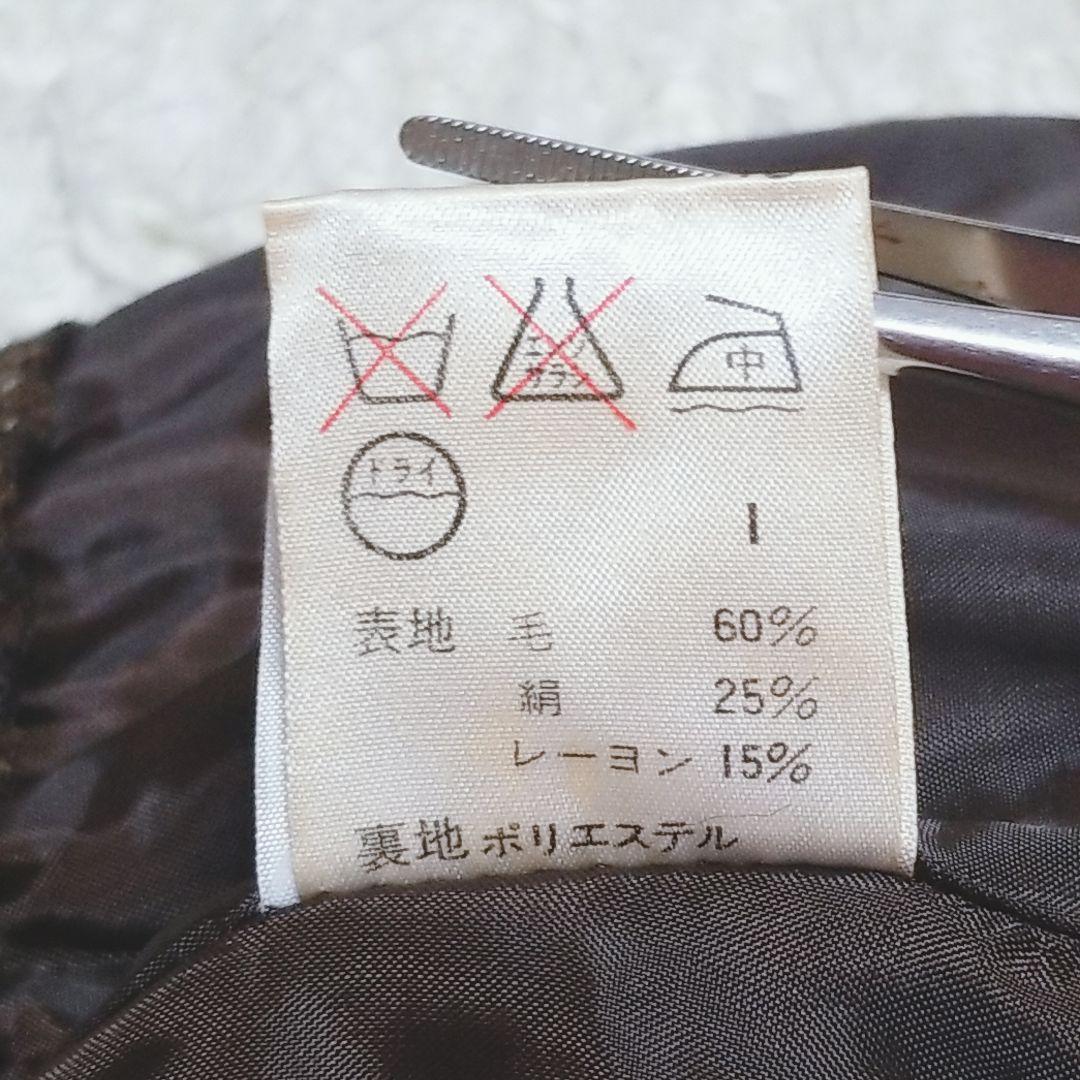 中
ドライ
1
表地 毛 60%
絹 25%
レーヨン 15%
裏地 ポリエステル